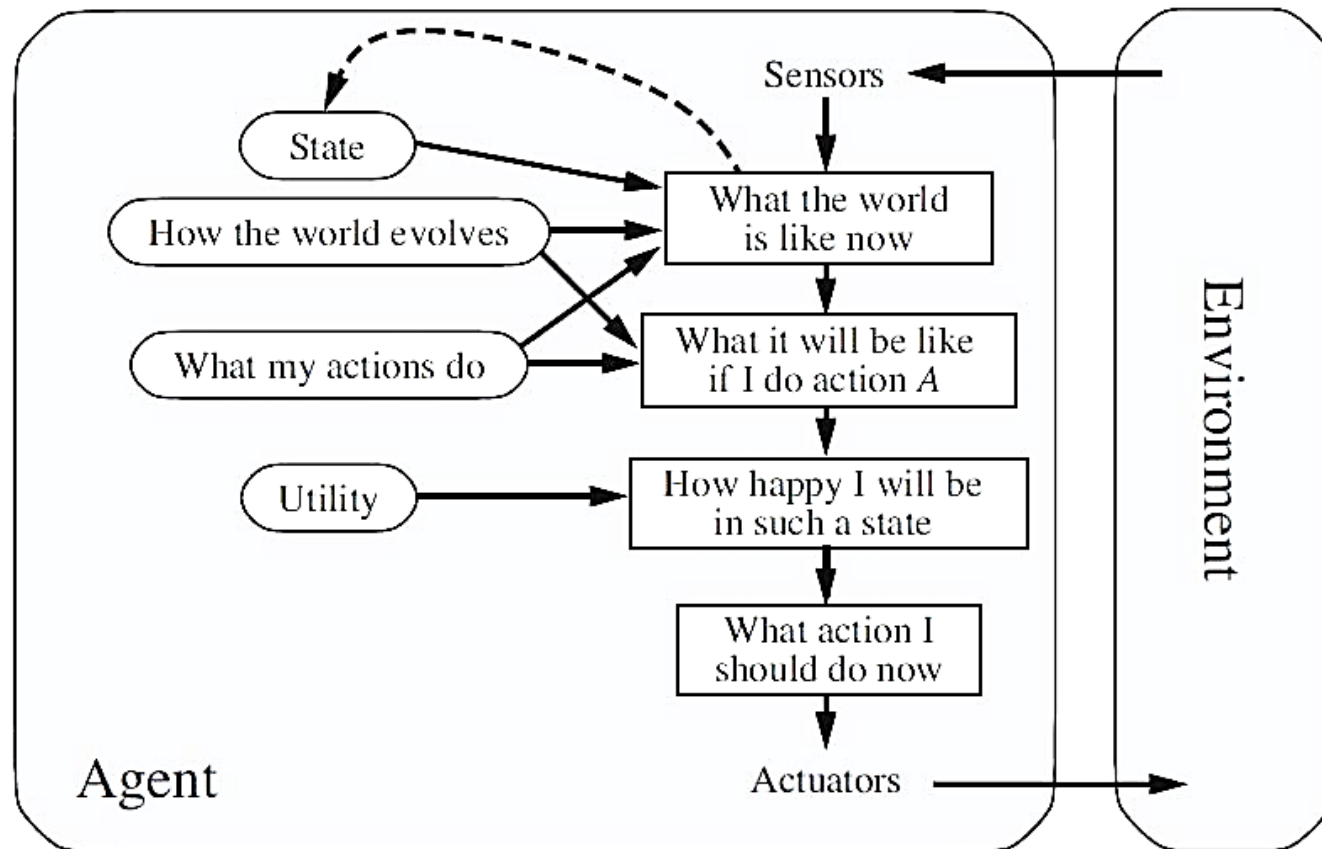 Sensors
State
What the world
is like now
How the world evolves
What my actions do
What it will be like
if I do action A
Utility
How happy I will be
in such a state
What action I
should do now
Agent
Actuators
Environment